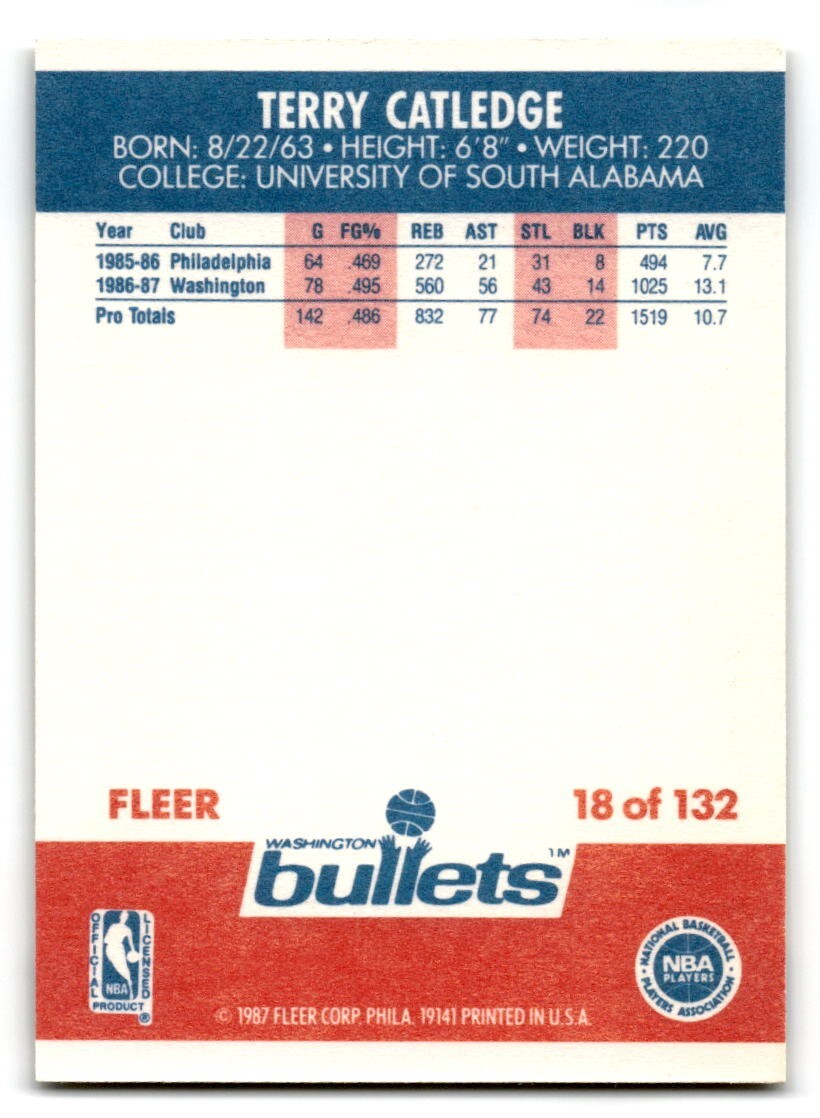 TERRY CATLEDGE
BORN: 8/22/63 • HEIGHT: 6'8" • WEIGHT: 220
COLLEGE: UNIVERSITY OF SOUTH ALABAMA
Year Club G FG% REB AST STL BLK PTS AVG
1985-86 Philadelphia 64 .469 272 21 31 8 494 7.7
1986-87 Washington 78 .495 560 56 43 14 1025 13.1
Pro Totals 142 .486 832 77 74 22 1519 10.7
FLEER 18 of 132
WASHINGTON
bullets™
OFFICIAL LICENSED
NBA
PRODUCT ®
• NATIONAL BASKETBALL •
NBA
PLAYERS
PLAYERS ASSOCIATION
© 1987 FLEER CORP. PHILA. 19141 PRINTED IN U.S.A.